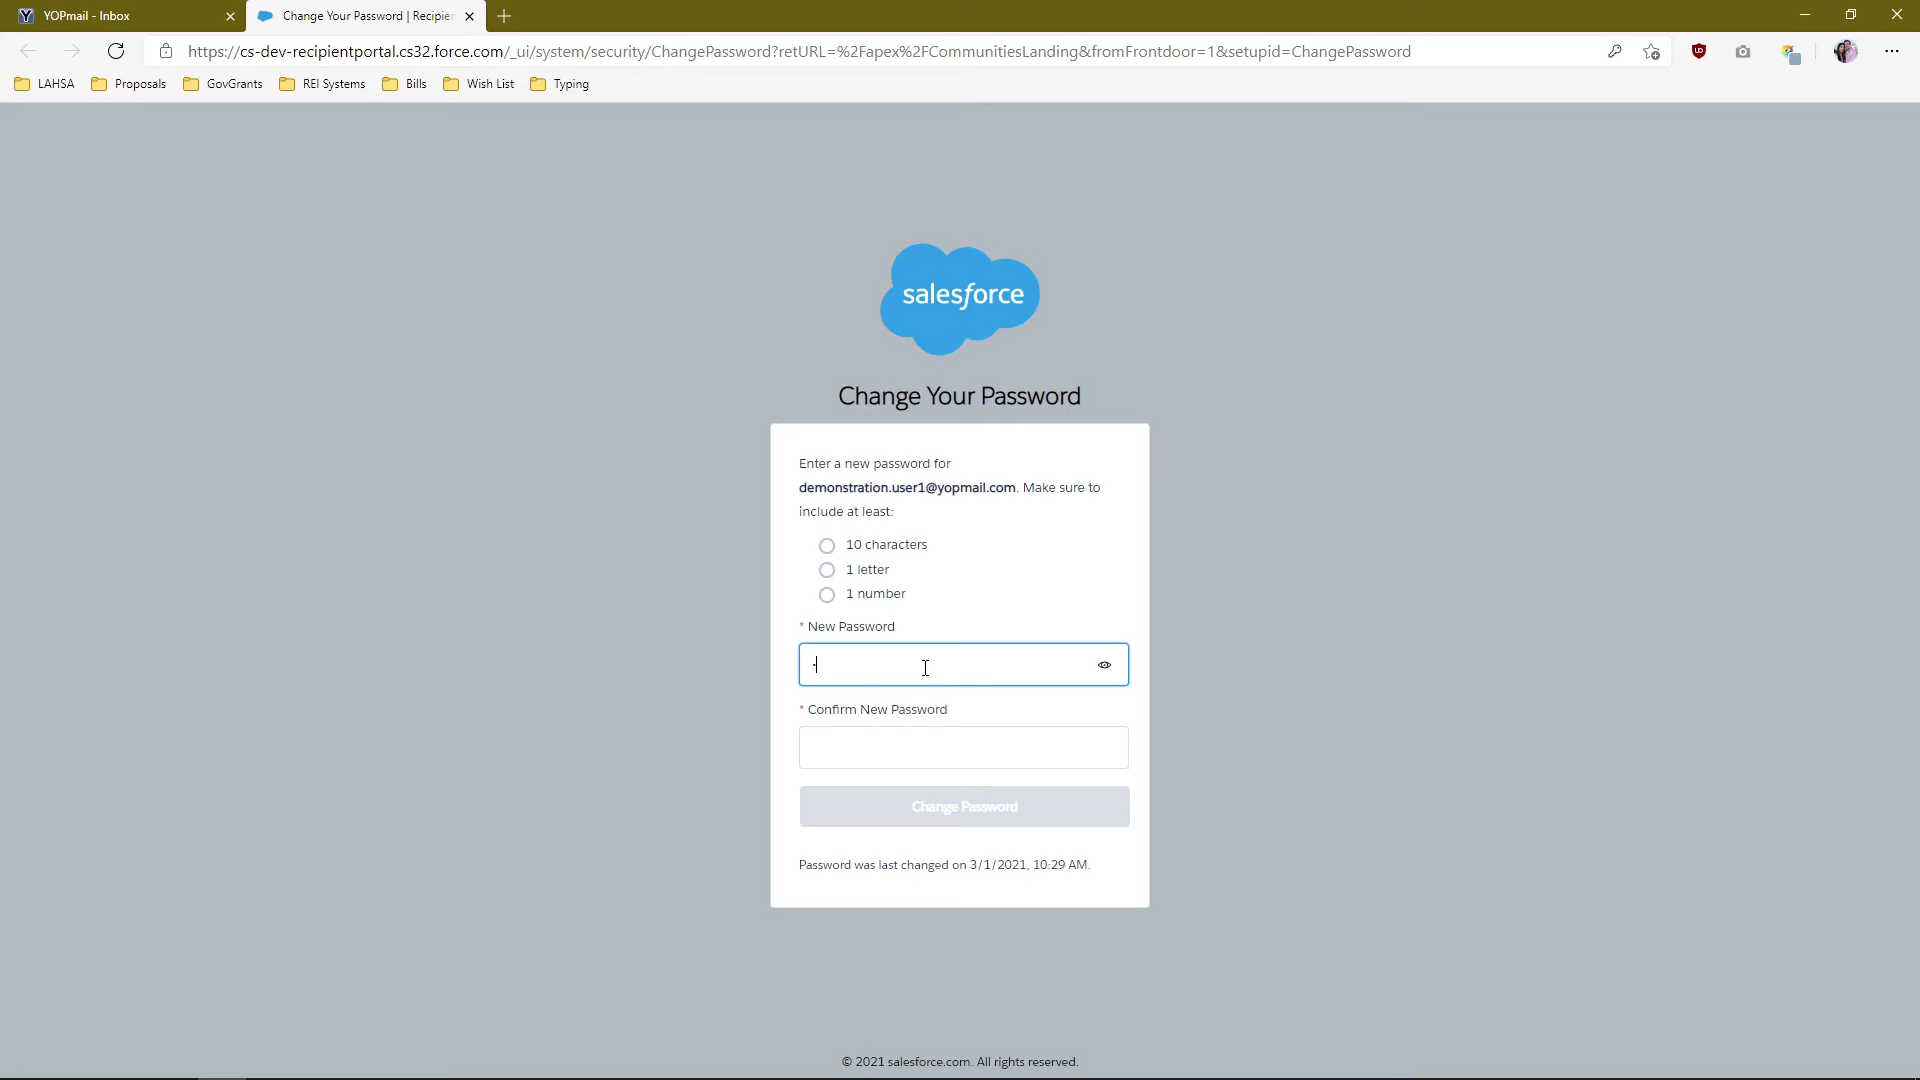 YOPmail - Inbox
Change Your Password | Recipien
https://cs-dev-recipientportal.cs32.force.com/_ui/system/security/ChangePassword?retURL=%2Fapex%2FCommunitiesLanding&fromFrontdoor=1&setupid=ChangePassword
LAHSA Proposals GovGrants REI Systems Bills Wish List Typing
salesforce
Change Your Password
Enter a new password for
demonstration.user1@yopmail.com. Make sure to
include at least:
10 characters
1 letter
1 number
* New Password
* Confirm New Password
Change Password
Password was last changed on 3/1/2021, 10:29 AM.
© 2021 salesforce.com. All rights reserved.